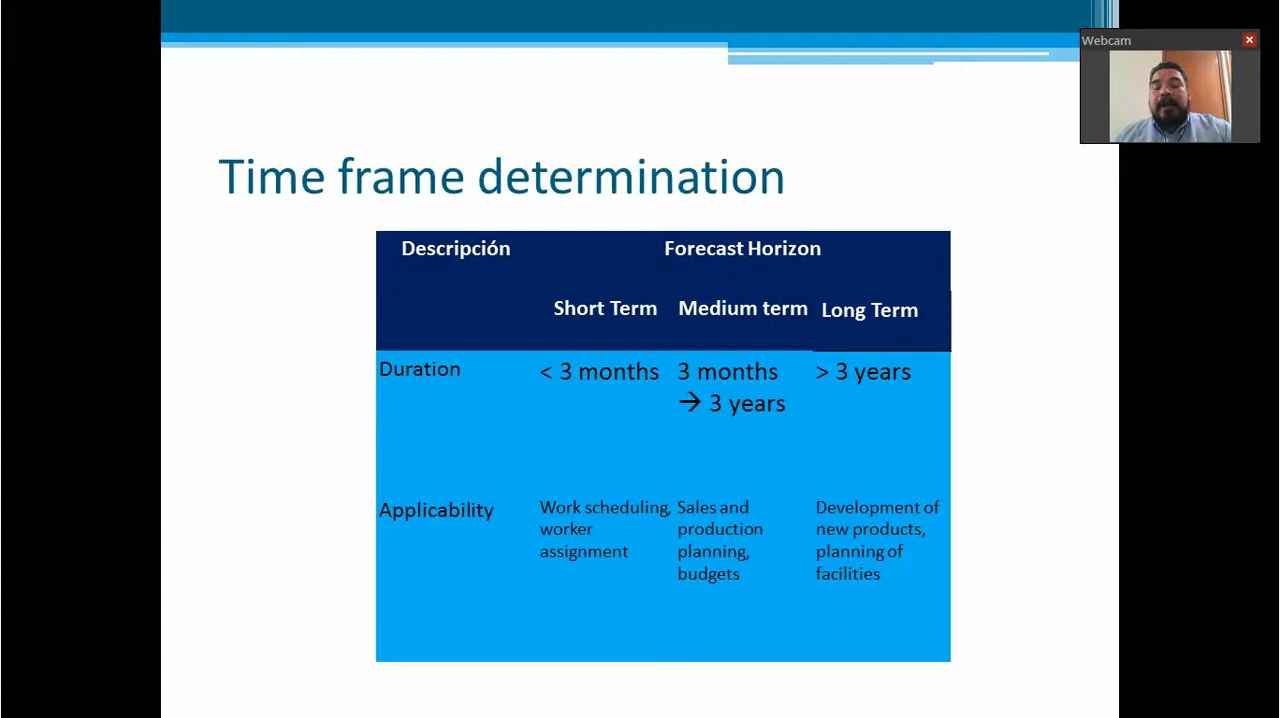 Webcam
Time frame determination
Descripción Forecast Horizon
Short Term Medium term Long Term
Duration < 3 months 3 months > 3 years
→ 3 years
Applicability Work scheduling, Sales and Development of
worker production new products,
assignment planning, planning of
budgets facilities